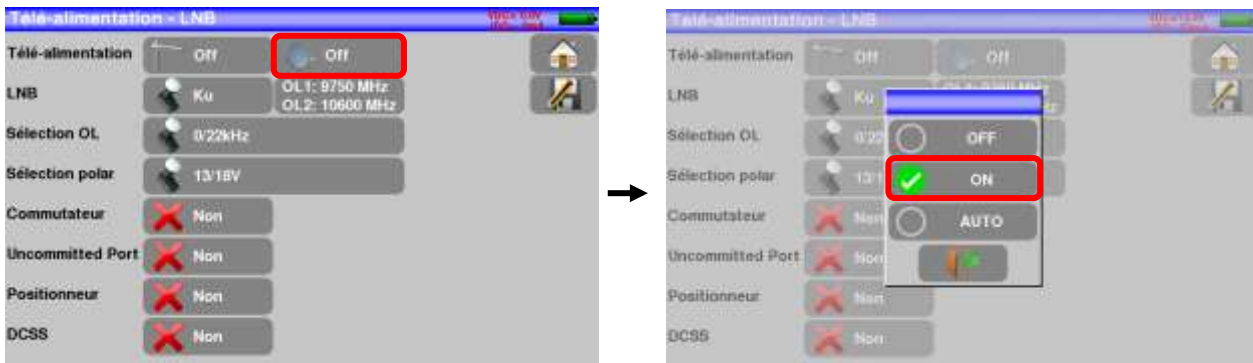 Télé-alimentation - LNB
Télé-alimentation Off Off
LNB Ku OL1: 9750 MHz
OL2: 10600 MHz
Sélection OL 0/22kHz
Sélection polar 13/18V
Commutateur Non
Uncommitted Port Non
Positionneur Non
DCSS Non
Télé-alimentation - LNB
Télé-alimentation Off Off
LNB Ku
Sélection OL
OFF
Sélection polar
ON
Commutateur
AUTO
Uncommitted Port
Positionneur Non
DCSS Non